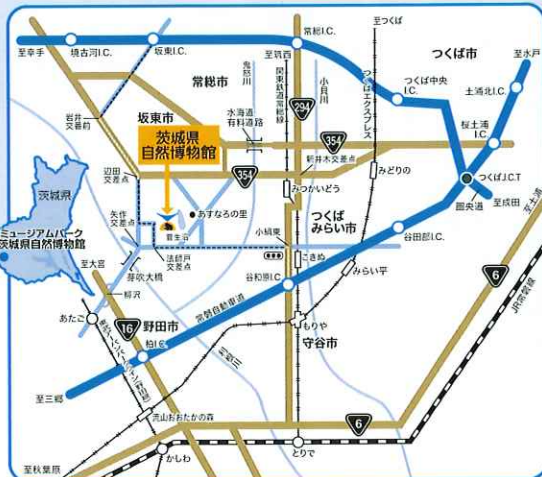 至幸手
境古河I.C.
坂東I.C.
至筑西
常総I.C.
至つくば
つくば市
至水戸
常総市
鬼怒川
関東鉄道常総線
小貝川
つくばエクスプレス
つくば中央
I.C.
土浦北I.C.
桜土浦
I.C.
岩井
交差前
坂東市
水海道
有料道路
294
354
茨城県
自然博物館
辺田
交差点
354
新井木交差点
みつかいどう
みどりの
つくばJ.C.T
圏央道
至成田
至土浦
茨城県
ミュージアムパーク
茨城県自然博物館
矢作
交差点
あすなろの里
菅生沼
つくば
みらい市
小絹東
谷田部I.C.
至大宮
芽吹大橋
法師戸
交差点
こきぬ
みらい平
6
JR常磐線
柳沢
あたご
16
野田市
柏I.C.
常磐自動車道
谷和原I.C.
もりや
守谷市
利根川
至三郷
流山おおたかの森
6
至秋葉原
かしわ
とりで